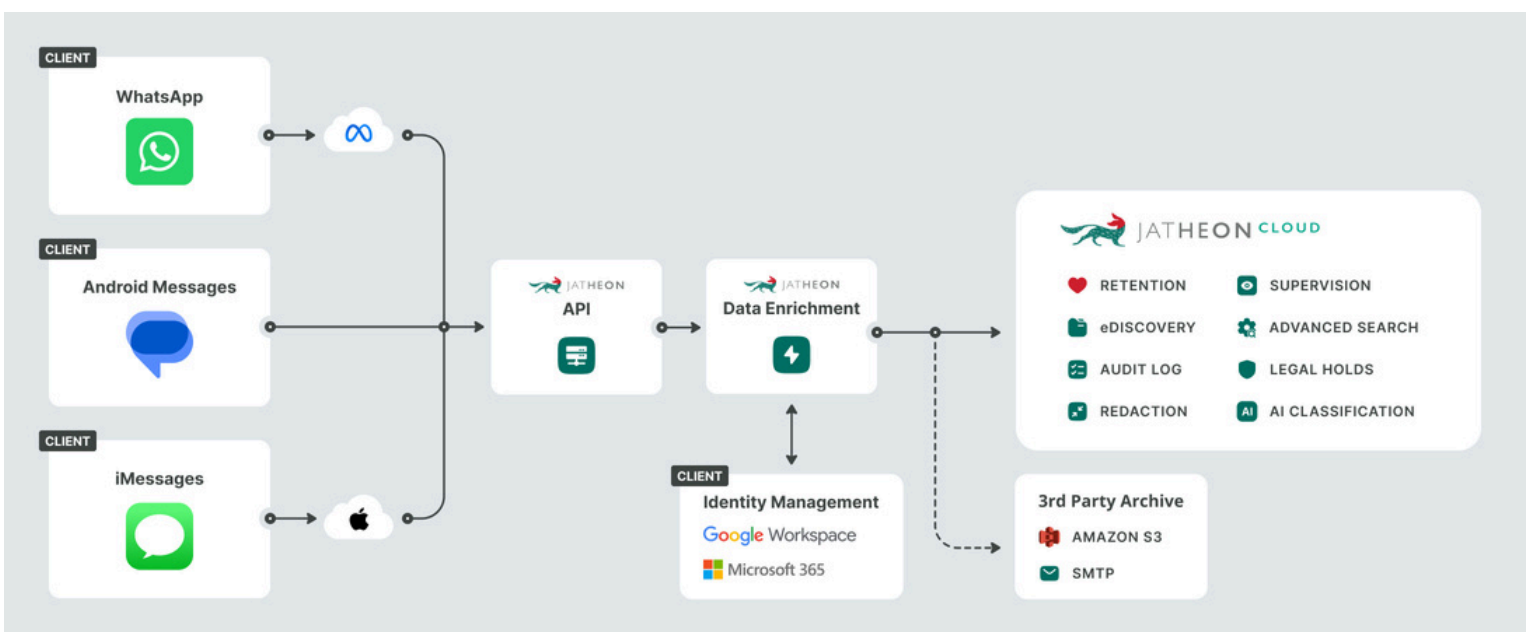 CLIENT
WhatsApp
CLIENT
Android Messages
CLIENT
iMessages
JATHEON
API
JATHEON
Data Enrichment
CLIENT
Identity Management
Google Workspace
Microsoft 365
JATHEON CLOUD
RETENTION
SUPERVISION
eDISCOVERY
ADVANCED SEARCH
AUDIT LOG
LEGAL HOLDS
REDACTION
AI
AI CLASSIFICATION
3rd Party Archive
AMAZON S3
SMTP